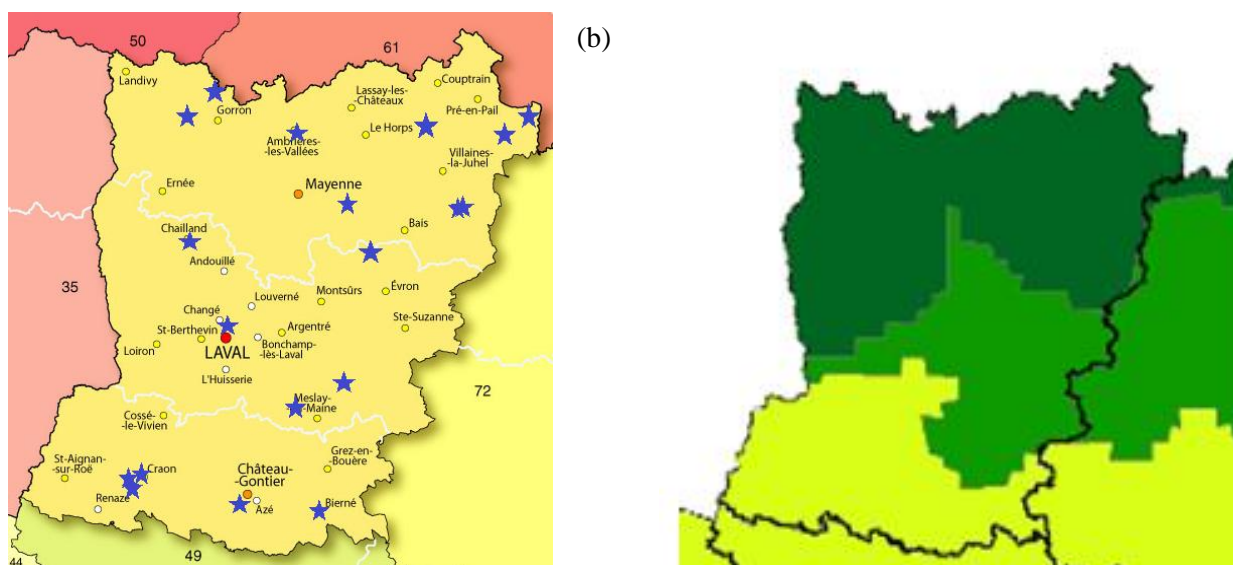 (b)
50
61
Landivy
Couptrain
Lassay-les
-Châteaux
Pré-en-Pail
Gorron
Le Horps
Ambrières-
les-Vallées
Villaines-
la-Juhel
Ernée
Mayenne
Chailland
Bais
Andouillé
35
Louverné
Montsûrs
Évron
Changé
St-Berthevin
Argentré
Ste-Suzanne
Loiron
LAVAL
Bonchamp
-lès-Laval
L'Huisserie
72
Meslay
-Maine
Cossé-
le-Vivien
Grez-en
-Bouère
St-Aignan
-sur-Roë
Craon
Château-
-Gontier
Renazé
Azé
Bierné
49
44